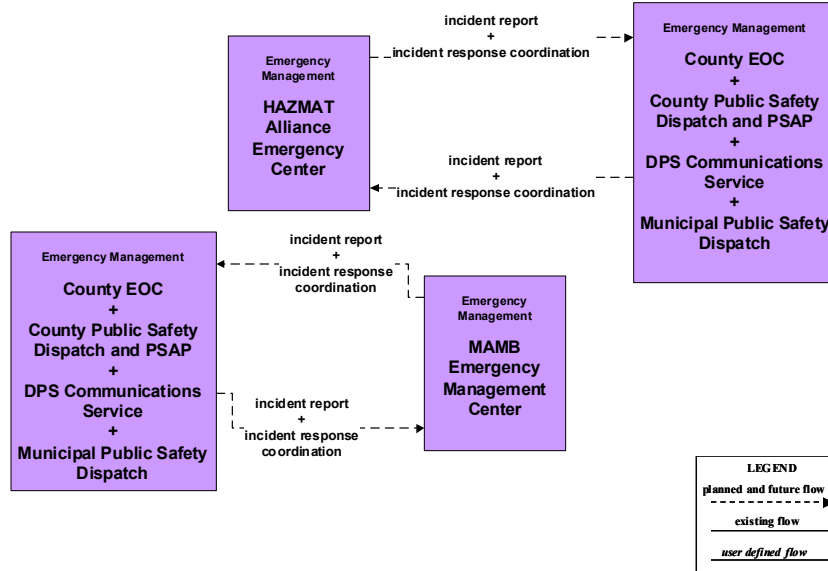 incident report
+
incident response coordination
Emergency
Management
HAZMAT
Alliance
Emergency
Center
Emergency Management
County EOC
+
County Public Safety
Dispatch and PSAP
+
DPS Communications
Service
+
Municipal Public Safety
Dispatch
incident report
+
incident response coordination
Emergency Management
County EOC
+
County Public Safety
Dispatch and PSAP
+
DPS Communications
Service
+
Municipal Public Safety
Dispatch
incident report
+
incident response
coordination
Emergency
Management
MAMB
Emergency
Management
Center
incident report
+
incident response
coordination
LEGEND
planned and future flow
existing flow
user defined flow